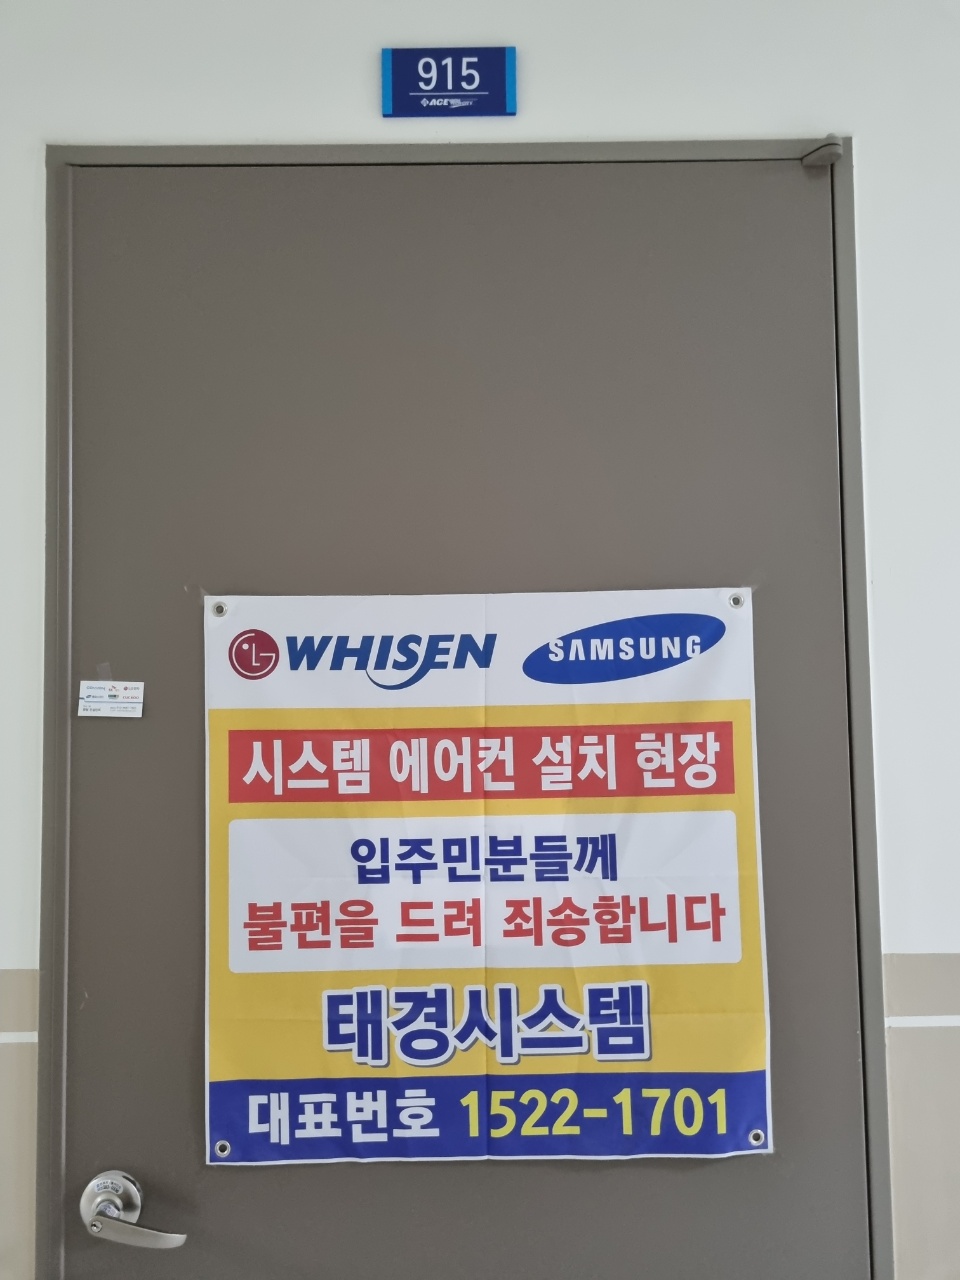 915
ACE
WHISEN SAMSUNG
시스템 에어컨 설치 현장
입주민분들께
불편을 드려 죄송합니다
태경시스템
대표번호 1522-1701